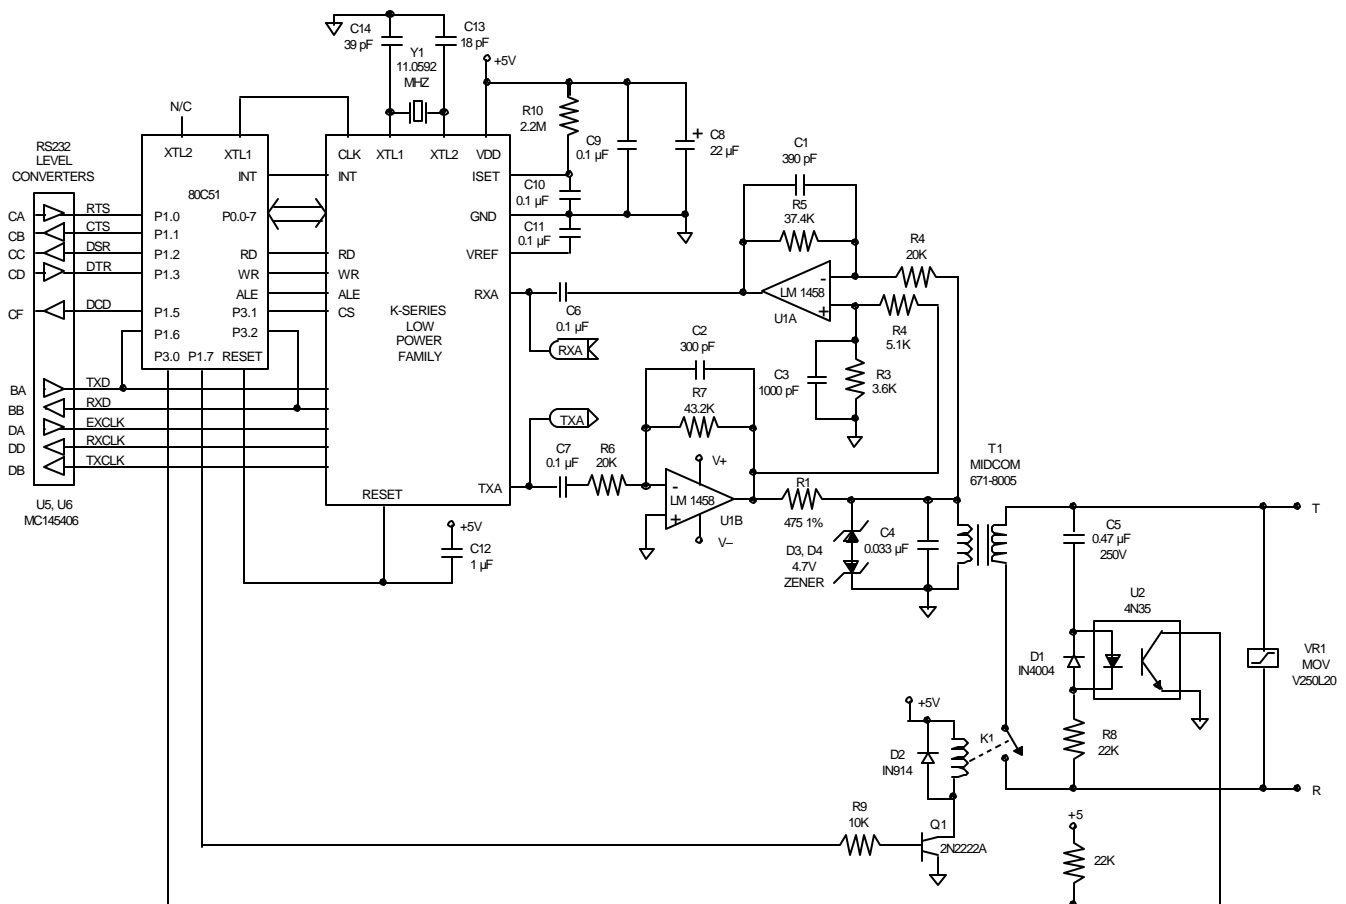 C14
39 pF
C13
18 pF
Y1
11.0592
MHZ
+5V
N/C
R10
2.2M
C9
0.1 µF
+
C8
22 µF
C1
390 pF
RS232
LEVEL
CONVERTERS
XTL2
XTL1
INT
80C51
CLK
XTL1
XTL2
VDD
INT
ISET
C10
0.1 µF
R5
37.4K
CA
RTS
P1.0
P0.0-7
GND
CB
CTS
P1.1
C11
0.1 µF
CC
DSR
P1.2
RD
RD
VREF
R4
20K
CD
DTR
P1.3
WR
WR
ALE
ALE
RXA
-
LM 1458
+
U1A
CF
DCD
P1.5
P3.1
CS
K-SERIES
LOW
POWER
FAMILY
C6
0.1 µF
R4
5.1K
P1.6
P3.2
C2
300 pF
P3.0
P1.7
RESET
RXA
C3
1000 pF
R3
3.6K
BA
TXD
R7
43.2K
BB
RXD
TXA
DA
EXCLK
DD
RXCLK
C7
0.1 µF
R6
20K
T1
MIDCOM
671-8005
DB
TXCLK
V+
TXA
RESET
-
LM 1458
+
U1B
R1
475 1%
U5, U6
MC145406
T
+5V
C12
1 µF
V–
D3, D4
4.7V
ZENER
C4
0.033 µF
C5
0.47 µF
250V
U2
4N35
D1
IN4004
VR1
MOV
V250L20
+5V
D2
IN914
K1
R8
22K
R
R9
10K
Q1
2N2222A
+5
22K